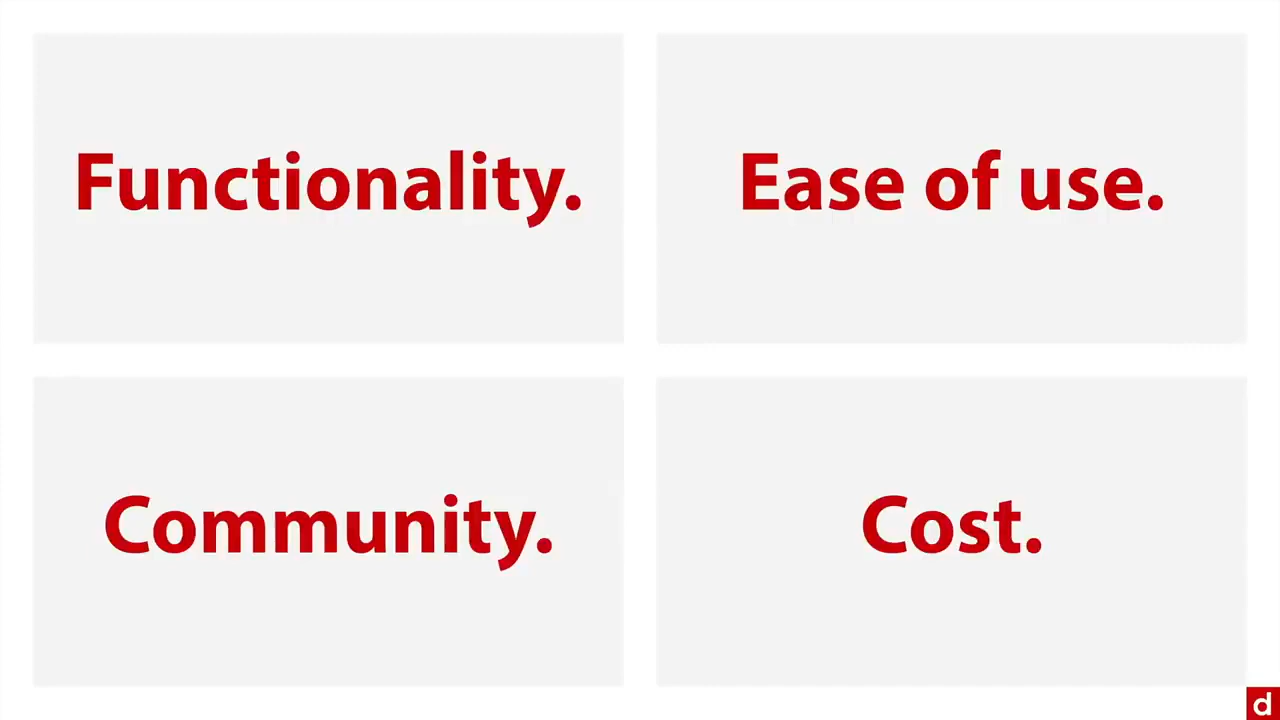 Functionality.
Ease of use.
Community.
Cost.
d